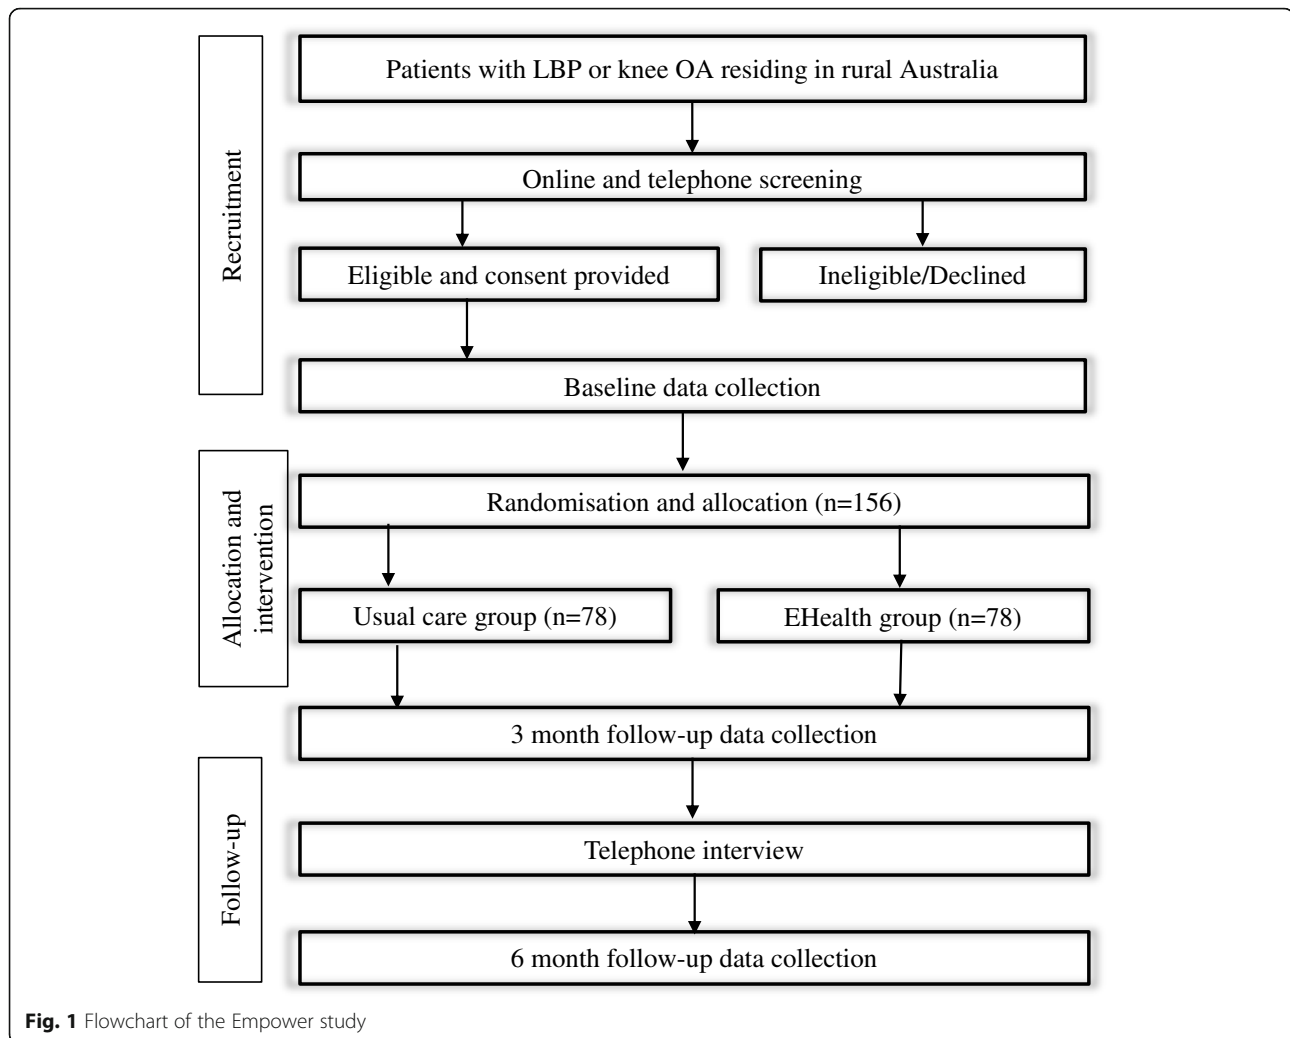 Recruitment
Patients with LBP or knee OA residing in rural Australia
Online and telephone screening
Eligible and consent provided
Ineligible/Declined
Baseline data collection
Allocation and
intervention
Randomisation and allocation (n=156)
Usual care group (n=78)
EHealth group (n=78)
3 month follow-up data collection
Follow-up
Telephone interview
6 month follow-up data collection
Fig. 1 Flowchart of the Empower study